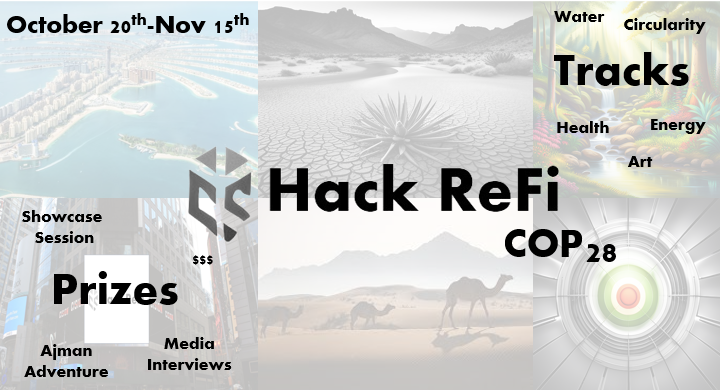 October 20th-Nov 15th
Water
Circularity
Tracks
Health
Energy
Art
Hack ReFi
COP28
Showcase
Session
$$$
Prizes
Ajman
Adventure
Media
Interviews